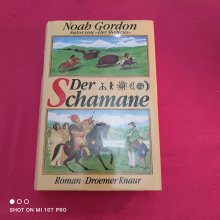 Noah Gordon
Autor von »Der Medicus«
Der
Schamane
Roman · Droemer Knaur
SHOT ON MI 10T PRO